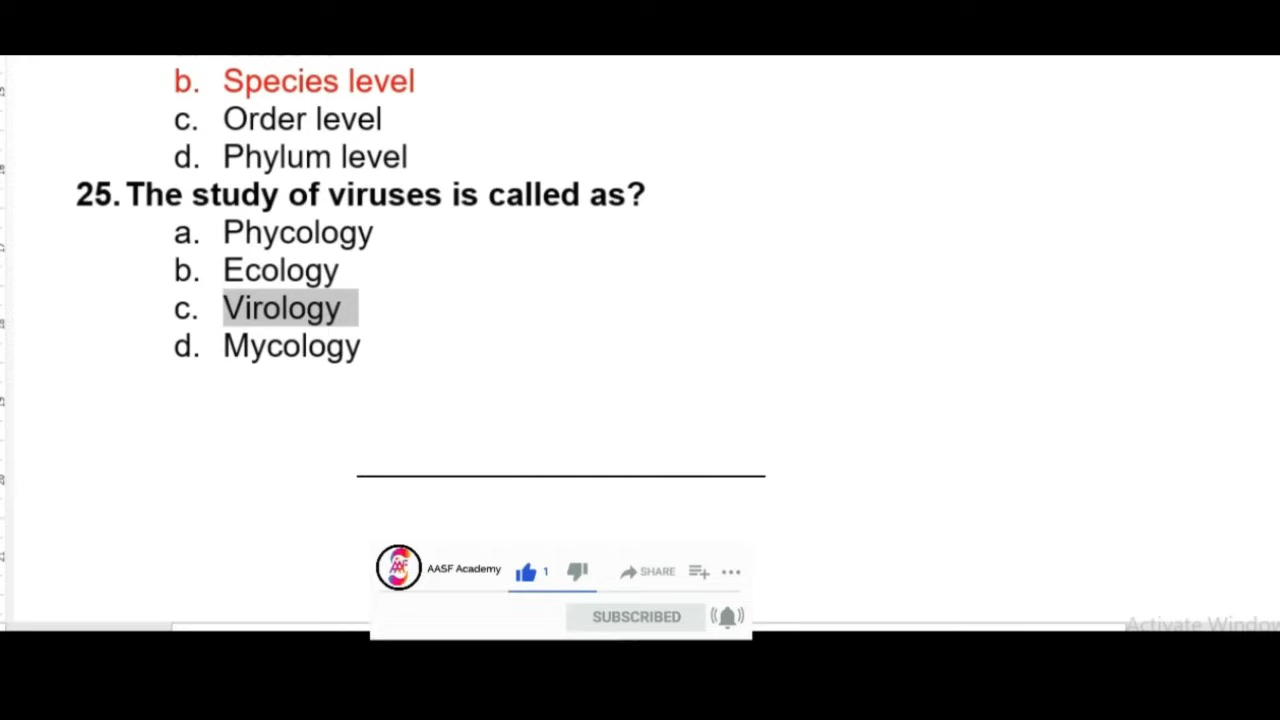 b. Species level
c. Order level
d. Phylum level
25. The study of viruses is called as?
a. Phycology
b. Ecology
c. Virology
d. Mycology
AASF Academy 1 SHARE
SUBSCRIBED
Activate Window